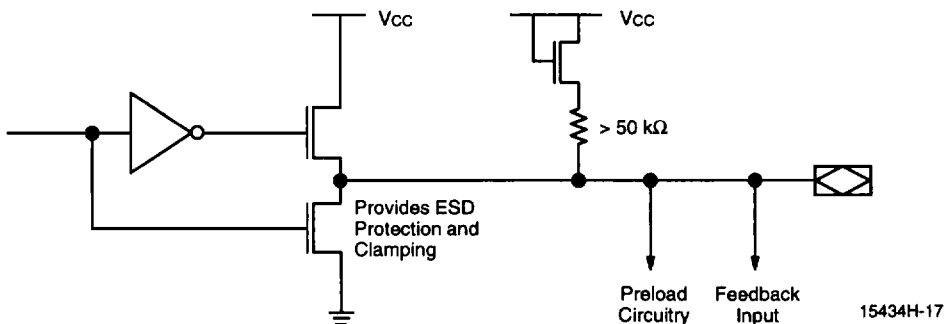 VCC
VCC
> 50 kΩ
Provides ESD
Protection and
Clamping
Preload
Circuitry
Feedback
Input
15434H-17